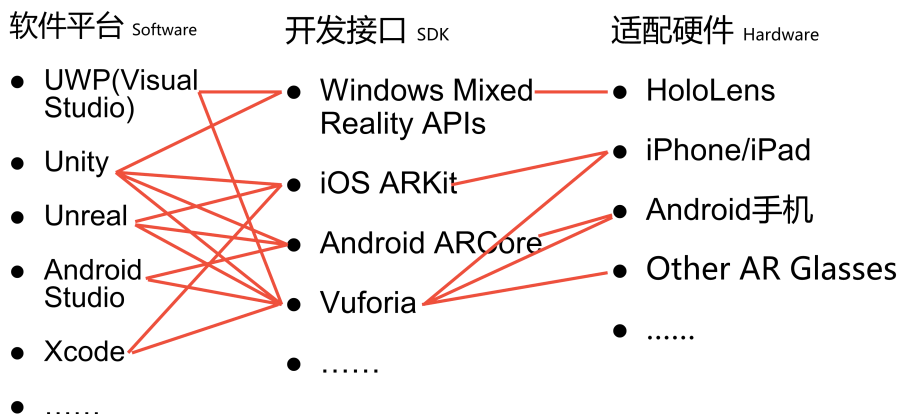 软件平台 Software
● UWP(Visual
Studio)
● Unity
● Unreal
● Android
Studio
● Xcode
● ……
开发接口 SDK
● Windows Mixed
Reality APIs
● iOS ARKit
● Android ARCore
● Vuforia
● ……
适配硬件 Hardware
● HoloLens
● iPhone/iPad
● Android手机
● Other AR Glasses
● ......